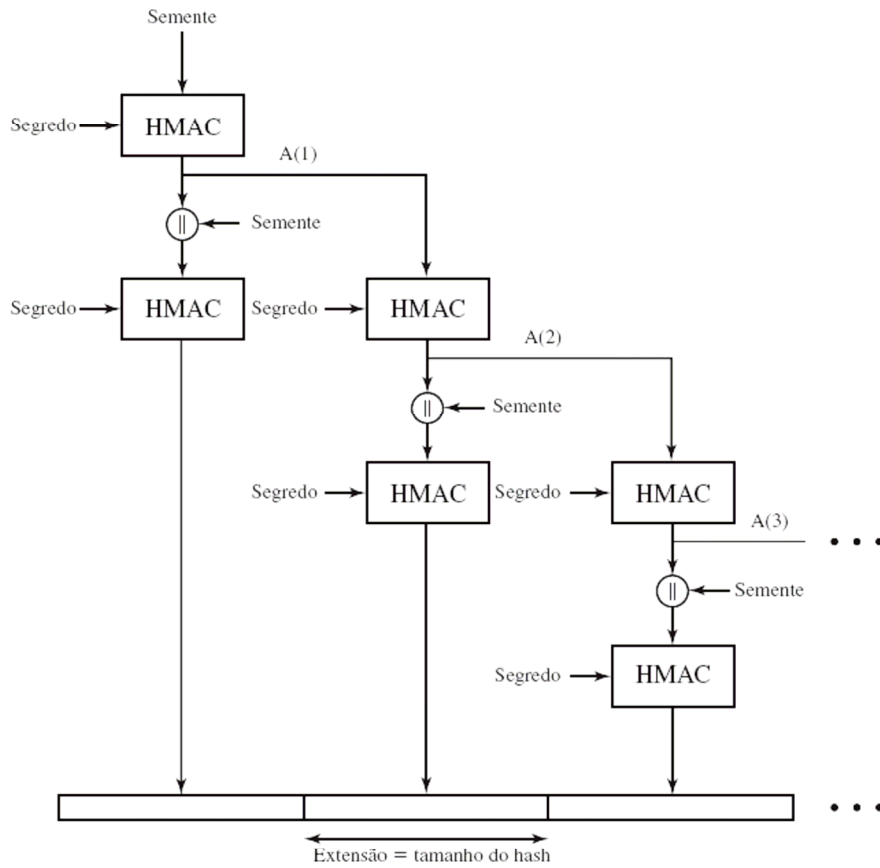 Semente
Segredo
HMAC
A(1)
||
Semente
Segredo
HMAC
Segredo
HMAC
A(2)
||
Semente
Segredo
HMAC
Segredo
HMAC
A(3)
• • •
||
Semente
Segredo
HMAC
• • •
Extensão = tamanho do hash